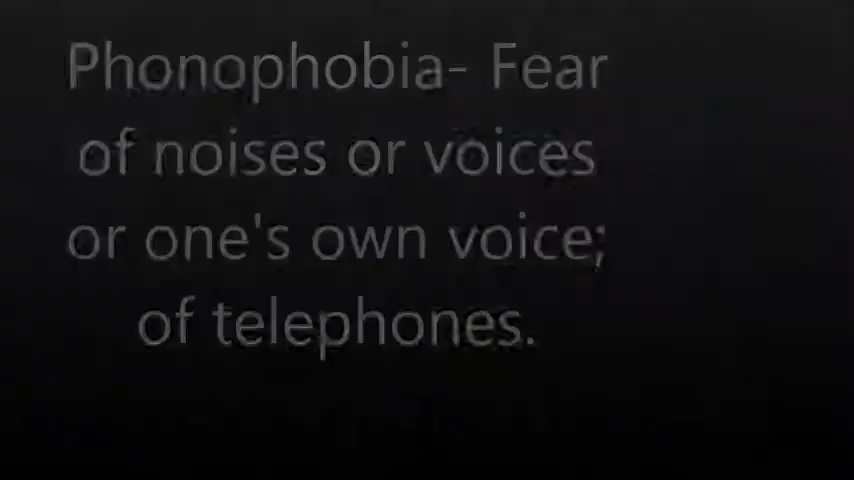 Phonophobia- Fear
of noises or voices
or one's own voice;
of telephones.